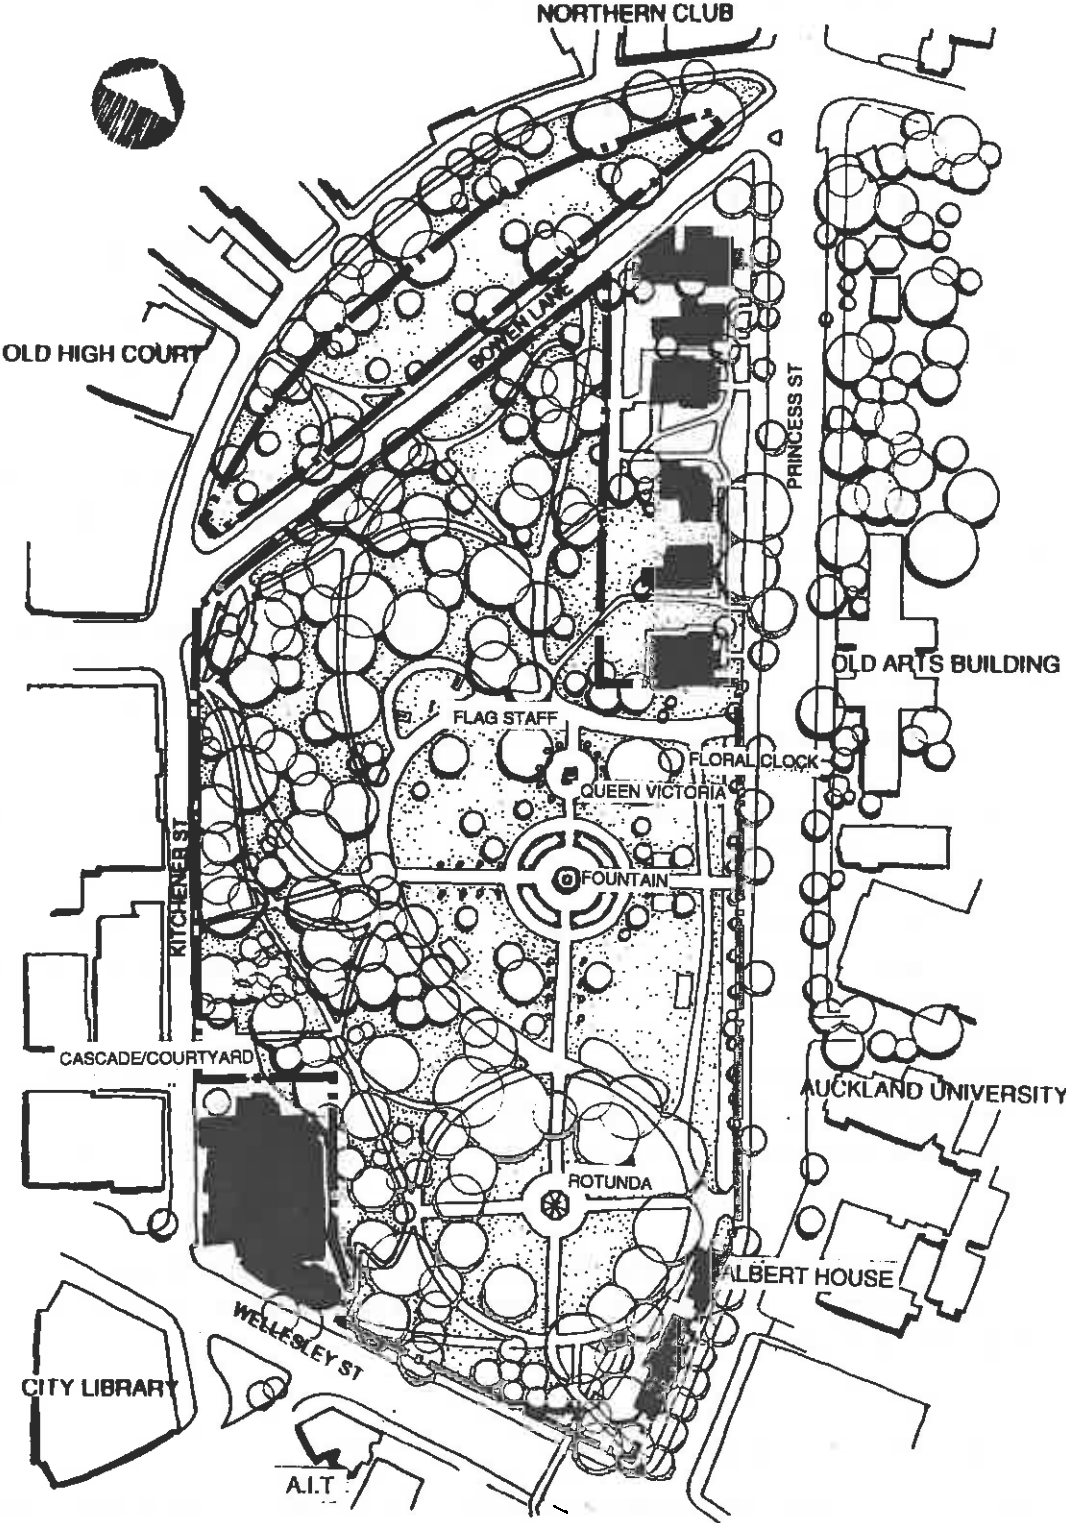 NORTHERN CLUB
BOWEN LANE
OLD HIGH COURT
PRINCESS ST
OLD ARTS BUILDING
FLAG STAFF
FLORAL CLOCK
QUEEN VICTORIA
KITCHENER ST
FOUNTAIN
CASCADE/COURTYARD
AUCKLAND UNIVERSITY
ROTUNDA
ALBERT HOUSE
WELLESLEY ST
CITY LIBRARY
A.I.T